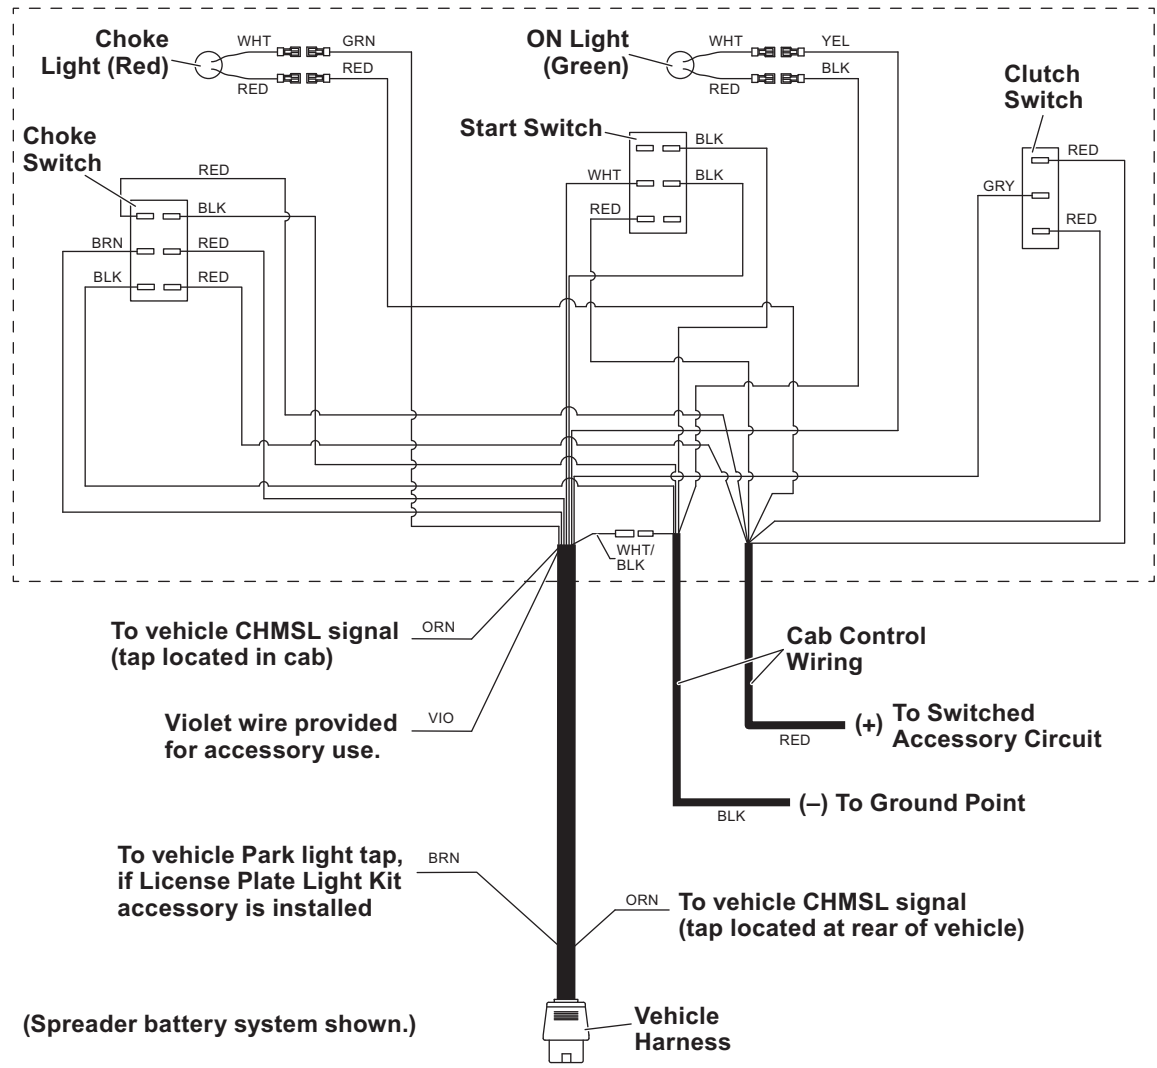 Choke
Light (Red)
WHT
GRN
RED
RED
ON Light
(Green)
WHT
YEL
RED
BLK
Clutch
Switch
RED
GRY
RED
Start Switch
BLK
WHT
BLK
RED
Choke
Switch
RED
BLK
BRN
RED
BLK
RED
WHT/
BLK
To vehicle CHMSL signal
(tap located in cab)
ORN
Cab Control
Wiring
Violet wire provided
for accessory use.
VIO
RED
(+) To Switched
Accessory Circuit
BLK
(–) To Ground Point
To vehicle Park light tap,
if License Plate Light Kit
accessory is installed
BRN
ORN
To vehicle CHMSL signal
(tap located at rear of vehicle)
(Spreader battery system shown.)
Vehicle
Harness